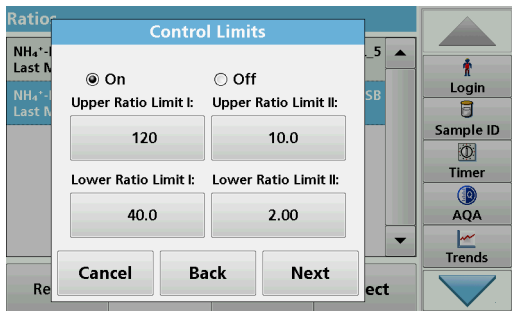 Ratios
Control Limits
NH₄⁺-
_5
Last
On
Off
NH₄⁺-
SB
Last
Upper Ratio Limit I:
Upper Ratio Limit II:
120
10.0
Lower Ratio Limit I:
Lower Ratio Limit II:
40.0
2.00
Cancel
Back
Next
Re
ect
Login
Sample ID
Timer
AQA
Trends